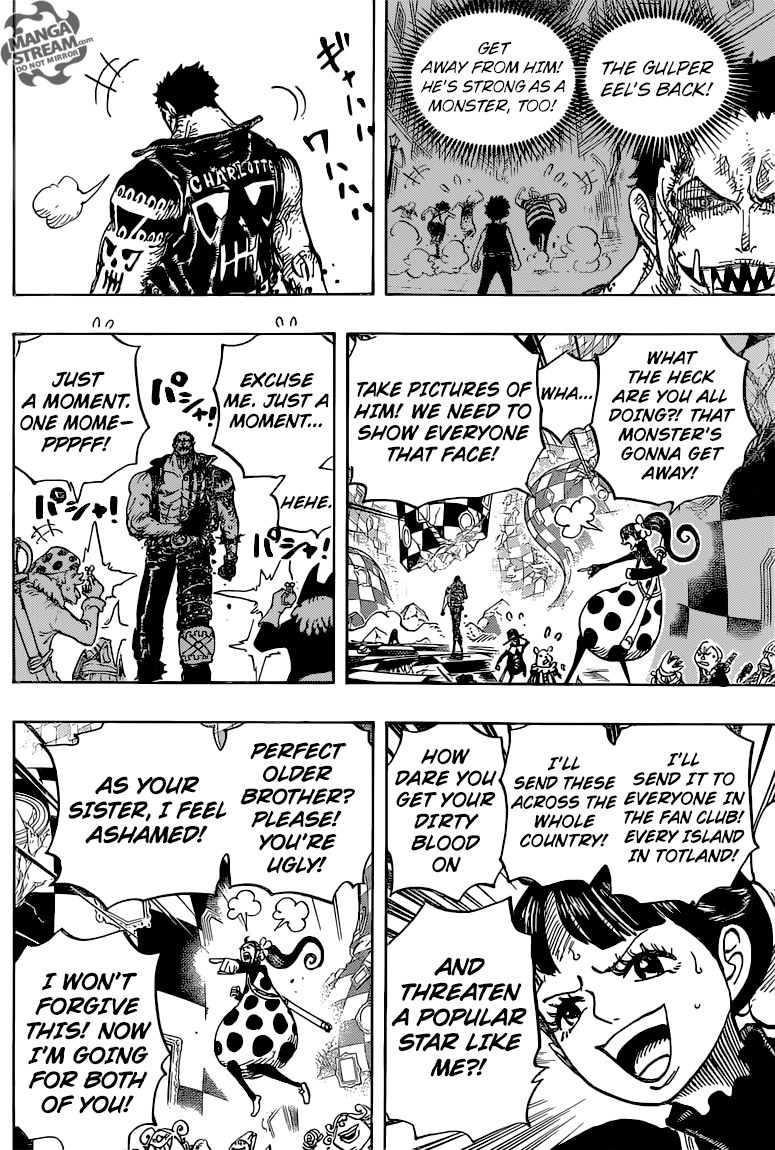 THE GULPER
EEL'S BACK!
GET
AWAY FROM HIM!
HE'S STRONG AS A
MONSTER, TOO!
MANGA
STREAM.com
DO NOT MIRROR
ギャハ
ワハハハ
CHARLOTTE
WHAT
THE HECK
ARE YOU ALL
DOING?! THAT
MONSTER'S
GONNA GET
AWAY!
WHA...
TAKE PICTURES OF
HIM! WE NEED TO
SHOW EVERYONE
THAT FACE!
EXCUSE
ME. JUST A
MOMENT...
HEHE.
パシャ!
JUST
A MOMENT.
ONE MOME-
PPPFF!
パシャ!
パシャ!
I'LL
SEND IT TO
EVERYONE IN
THE FAN CLUB!
EVERY ISLAND
IN TOTLAND!
I'LL
SEND THESE
ACROSS THE
WHOLE
COUNTRY!
HOW
DARE YOU
GET YOUR
DIRTY
BLOOD
ON
AND
THREATEN
A POPULAR
STAR LIKE
ME?!
PERFECT
OLDER
BROTHER?
PLEASE!
YOU'RE
UGLY!
AS YOUR
SISTER, I FEEL
ASHAMED!
I WON'T
FORGIVE
THIS! NOW
I'M GOING
FOR BOTH
OF YOU!